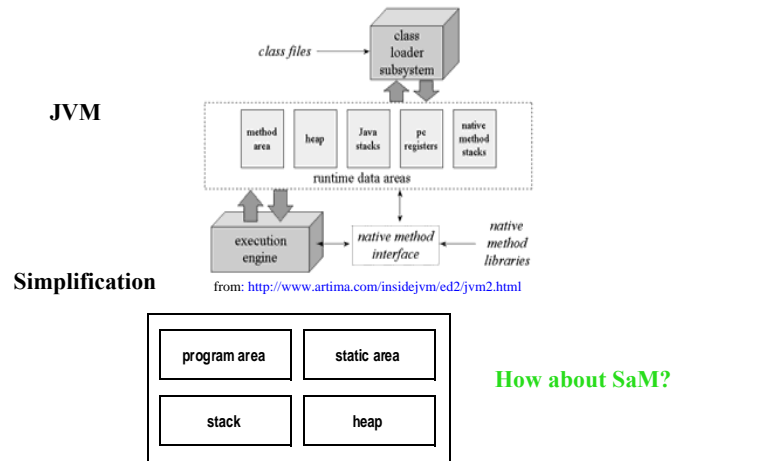 class
loader
subsystem
class files
JVM
method
area
heap
Java
stacks
pc
registers
native
method
stacks
runtime data areas
execution
engine
native method
interface
native
method
libraries
Simplification
from: http://www.artima.com/insidejvm/ed2/jvm2.html
program area
static area
stack
heap
How about SaM?